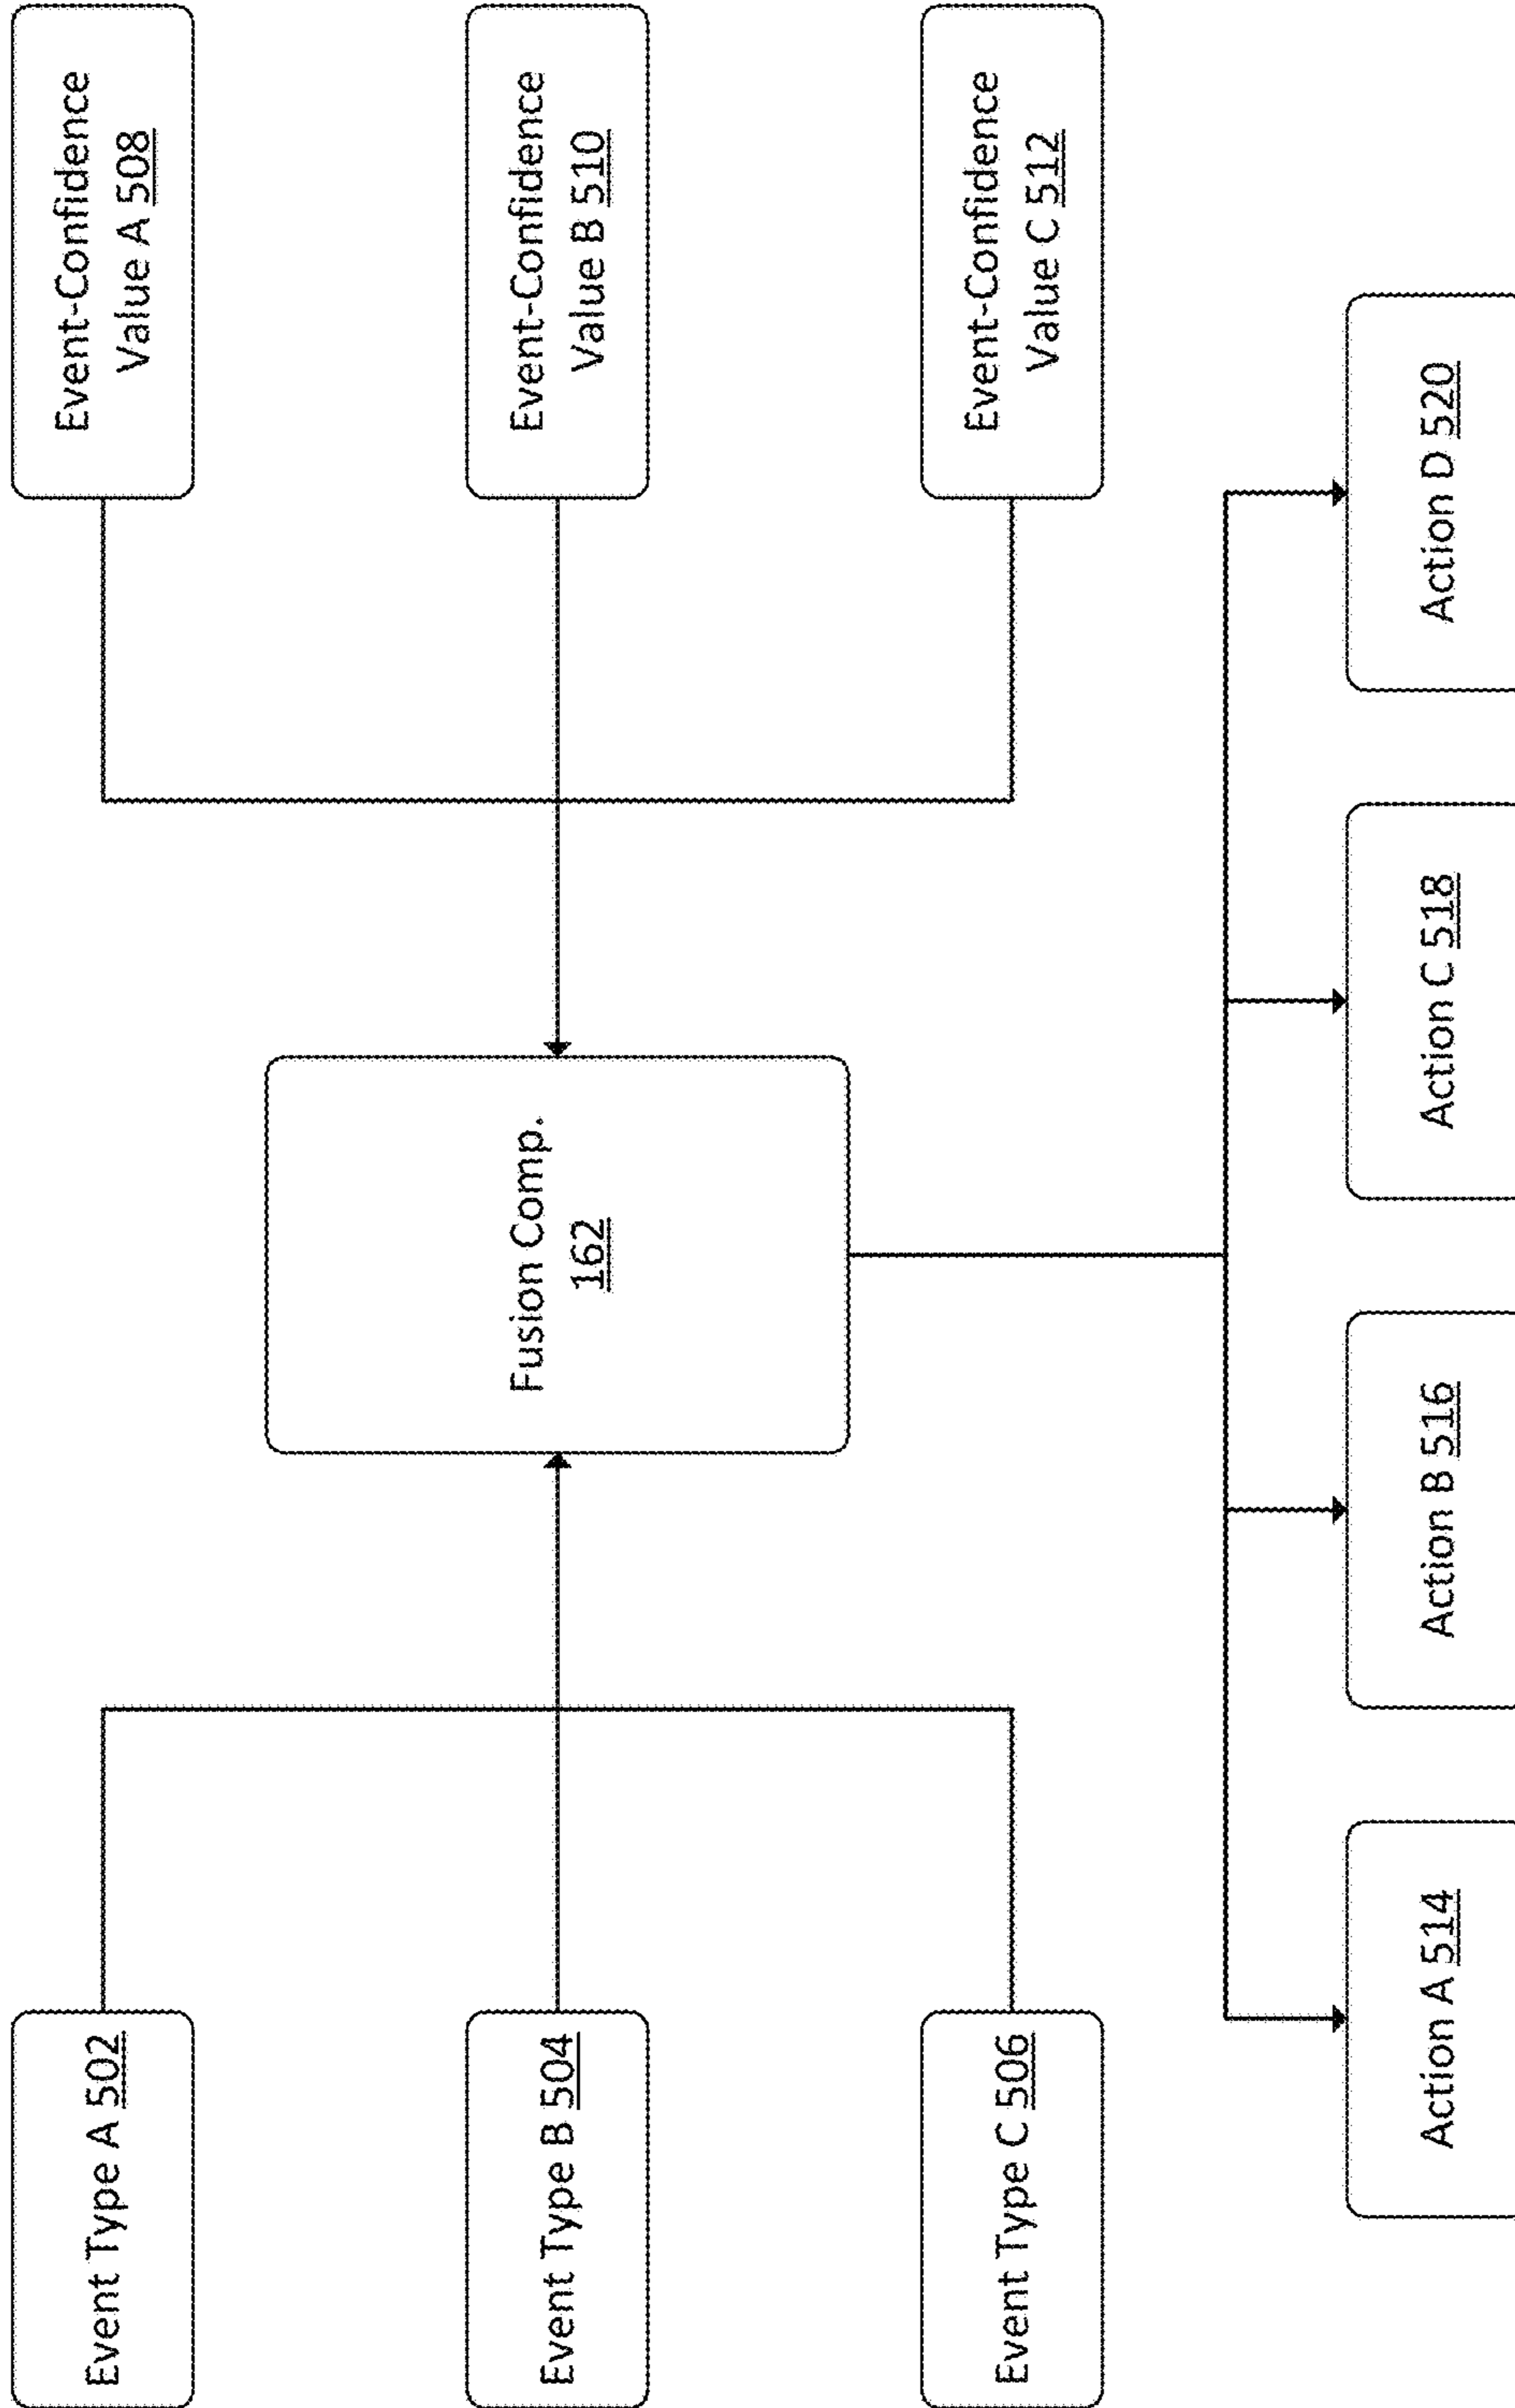 Event Type A 502
Event Type B 504
Event Type C 506
Fusion Comp.
162
Event-Confidence
Value A 508
Event-Confidence
Value B 510
Event-Confidence
Value C 512
Action A 514
Action B 516
Action C 518
Action D 520